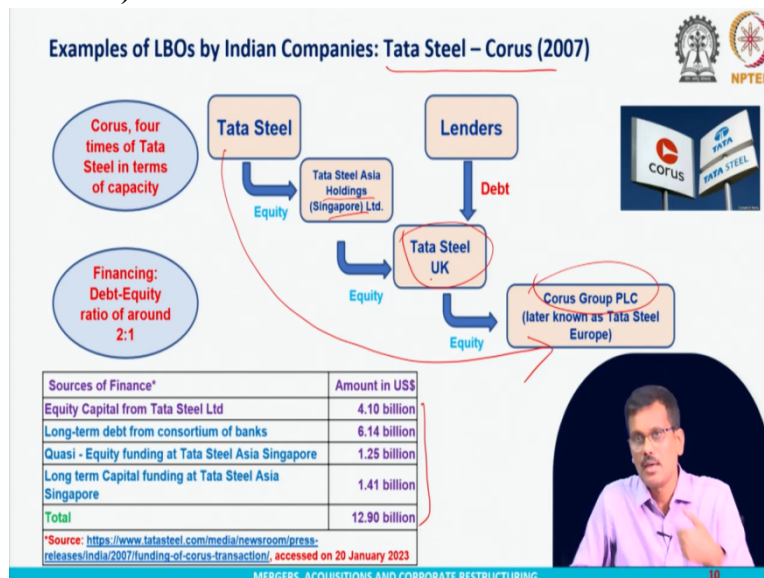 Examples of LBOs by Indian Companies: Tata Steel – Corus (2007)
NPTEL
Corus, four
times of Tata
Steel in terms
of capacity
Tata Steel
Lenders
Tata Steel Asia
Holdings
(Singapore) Ltd.
Equity
Debt
Tata Steel
UK
Equity
Corus Group PLC
(later known as Tata Steel
Europe)
Equity
corus
TATA
TATA STEEL
Financing:
Debt-Equity
ratio of around
2:1
Sources of Finance* Amount in US$
Equity Capital from Tata Steel Ltd 4.10 billion
Long-term debt from consortium of banks 6.14 billion
Quasi - Equity funding at Tata Steel Asia Singapore 1.25 billion
Long term Capital funding at Tata Steel Asia
Singapore 1.41 billion
Total 12.90 billion
*Source: https://www.tatasteel.com/media/newsroom/press-
releases/india/2007/funding-of-corus-transaction/, accessed on 20 January 2023
MERGERS, ACQUISITIONS AND CORPORATE RESTRUCTURING
10